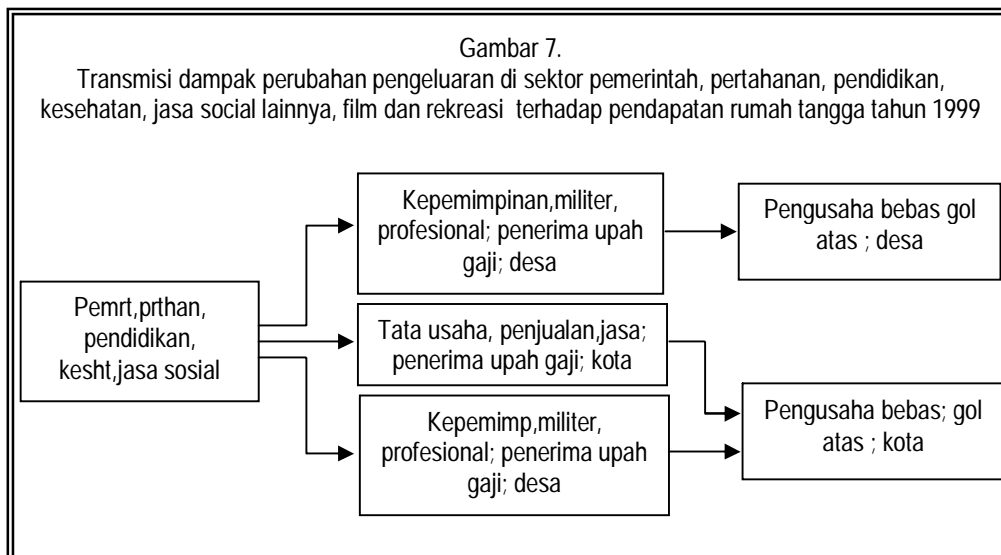 Gambar 7.
Transmisi dampak perubahan pengeluaran di sektor pemerintah, pertahanan, pendidikan,
kesehatan, jasa social lainnya, film dan rekreasi terhadap pendapatan rumah tangga tahun 1999
Pemrt,prthan,
pendidikan,
kesht,jasa sosial
Kepemimpinan,militer,
profesional; penerima upah
gaji; desa
Tata usaha, penjualan,jasa;
penerima upah gaji; kota
Kepemimp,militer,
profesional; penerima upah
gaji; desa
Pengusaha bebas gol
atas ; desa
Pengusaha bebas; gol
atas ; kota